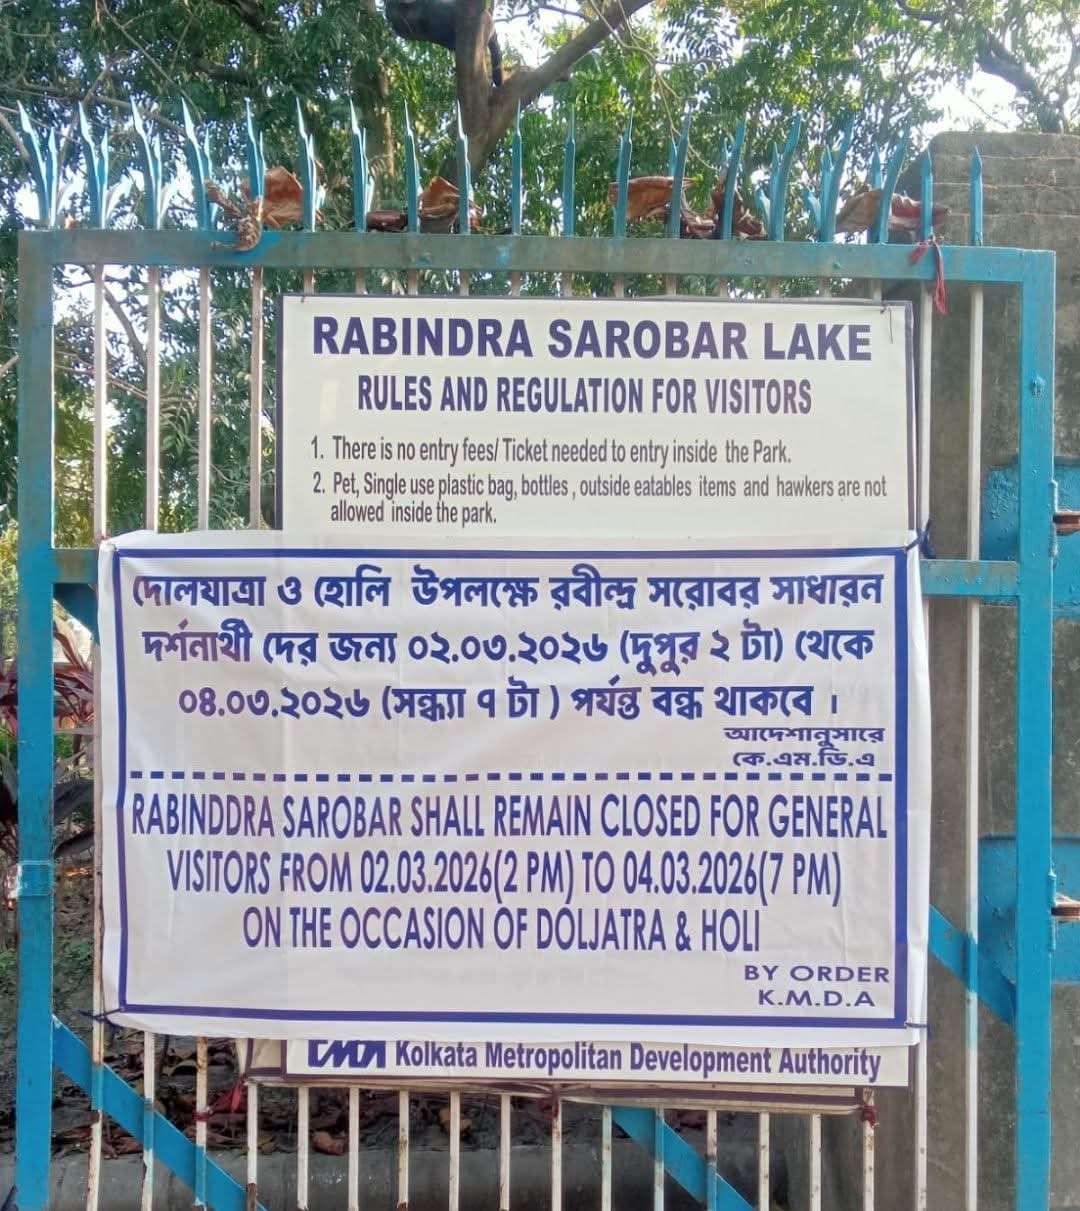 RABINDRA SAROBAR LAKE
RULES AND REGULATION FOR VISITORS
1. There is no entry fees/ Ticket needed to entry inside the Park.
2. Pet, Single use plastic bag, bottles , outside eatables items and hawkers are not
allowed inside the park.
দোলযাত্রা ও হোলি উপলক্ষে রবীন্দ্র সরোবর সাধারন
দর্শনার্থী দের জন্য ০২.০৩.২০২৬ (দুপুর ২ টা) থেকে
০৪.০৩.২০২৬ (সন্ধ্যা ৭ টা ) পর্যন্ত বন্ধ থাকবে ।
আদেশানুসারে
কে.এম.ডি.এ
RABINDDRA SAROBAR SHALL REMAIN CLOSED FOR GENERAL
VISITORS FROM 02.03.2026(2 PM) TO 04.03.2026(7 PM)
ON THE OCCASION OF DOLJATRA & HOLI
BY ORDER
K.M.D.A
Kolkata Metropolitan Development Authority